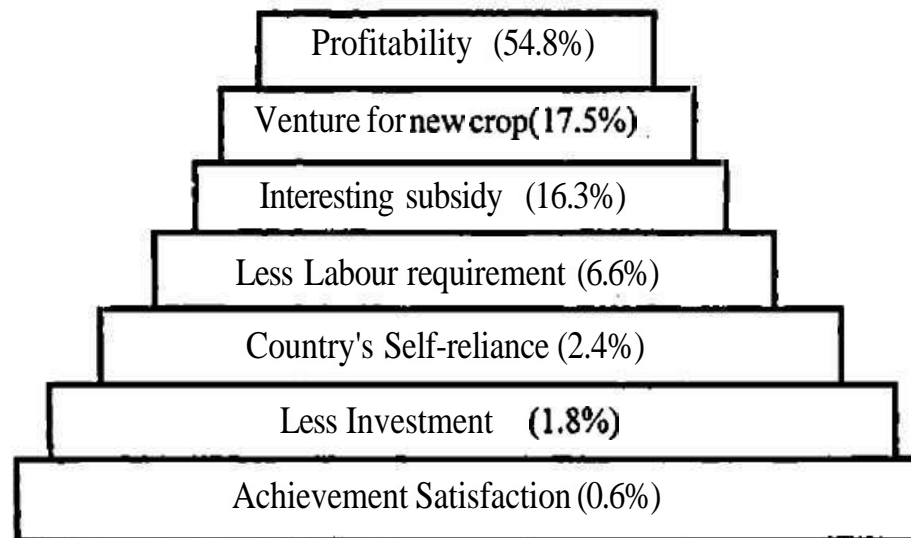 Profitability (54.8%)
Venture for new crop (17.5%)
Interesting subsidy (16.3%)
Less Labour requirement (6.6%)
Country's Self-reliance (2.4%)
Less Investment (1.8%)
Achievement Satisfaction (0.6%)